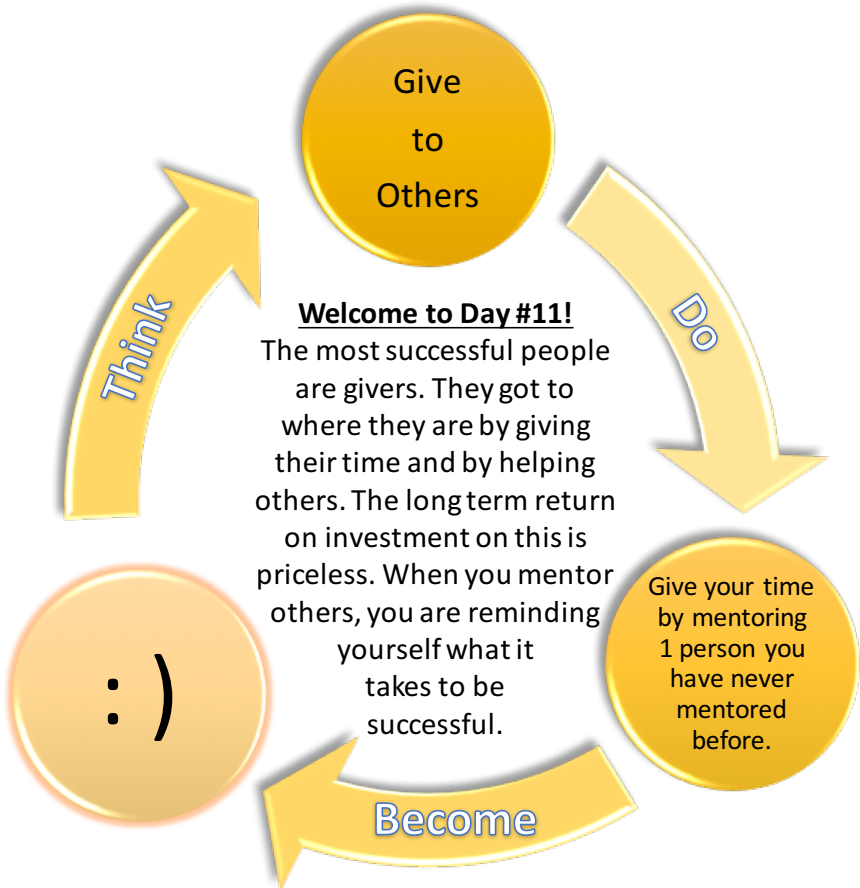 Give
to
Others
Do
Give your time
by mentoring
1 person you
have never
mentored
before.
Become
: )
Think
Welcome to Day #11!
The most successful people
are givers. They got to
where they are by giving
their time and by helping
others. The long term return
on investment on this is
priceless. When you mentor
others, you are reminding
yourself what it
takes to be
successful.